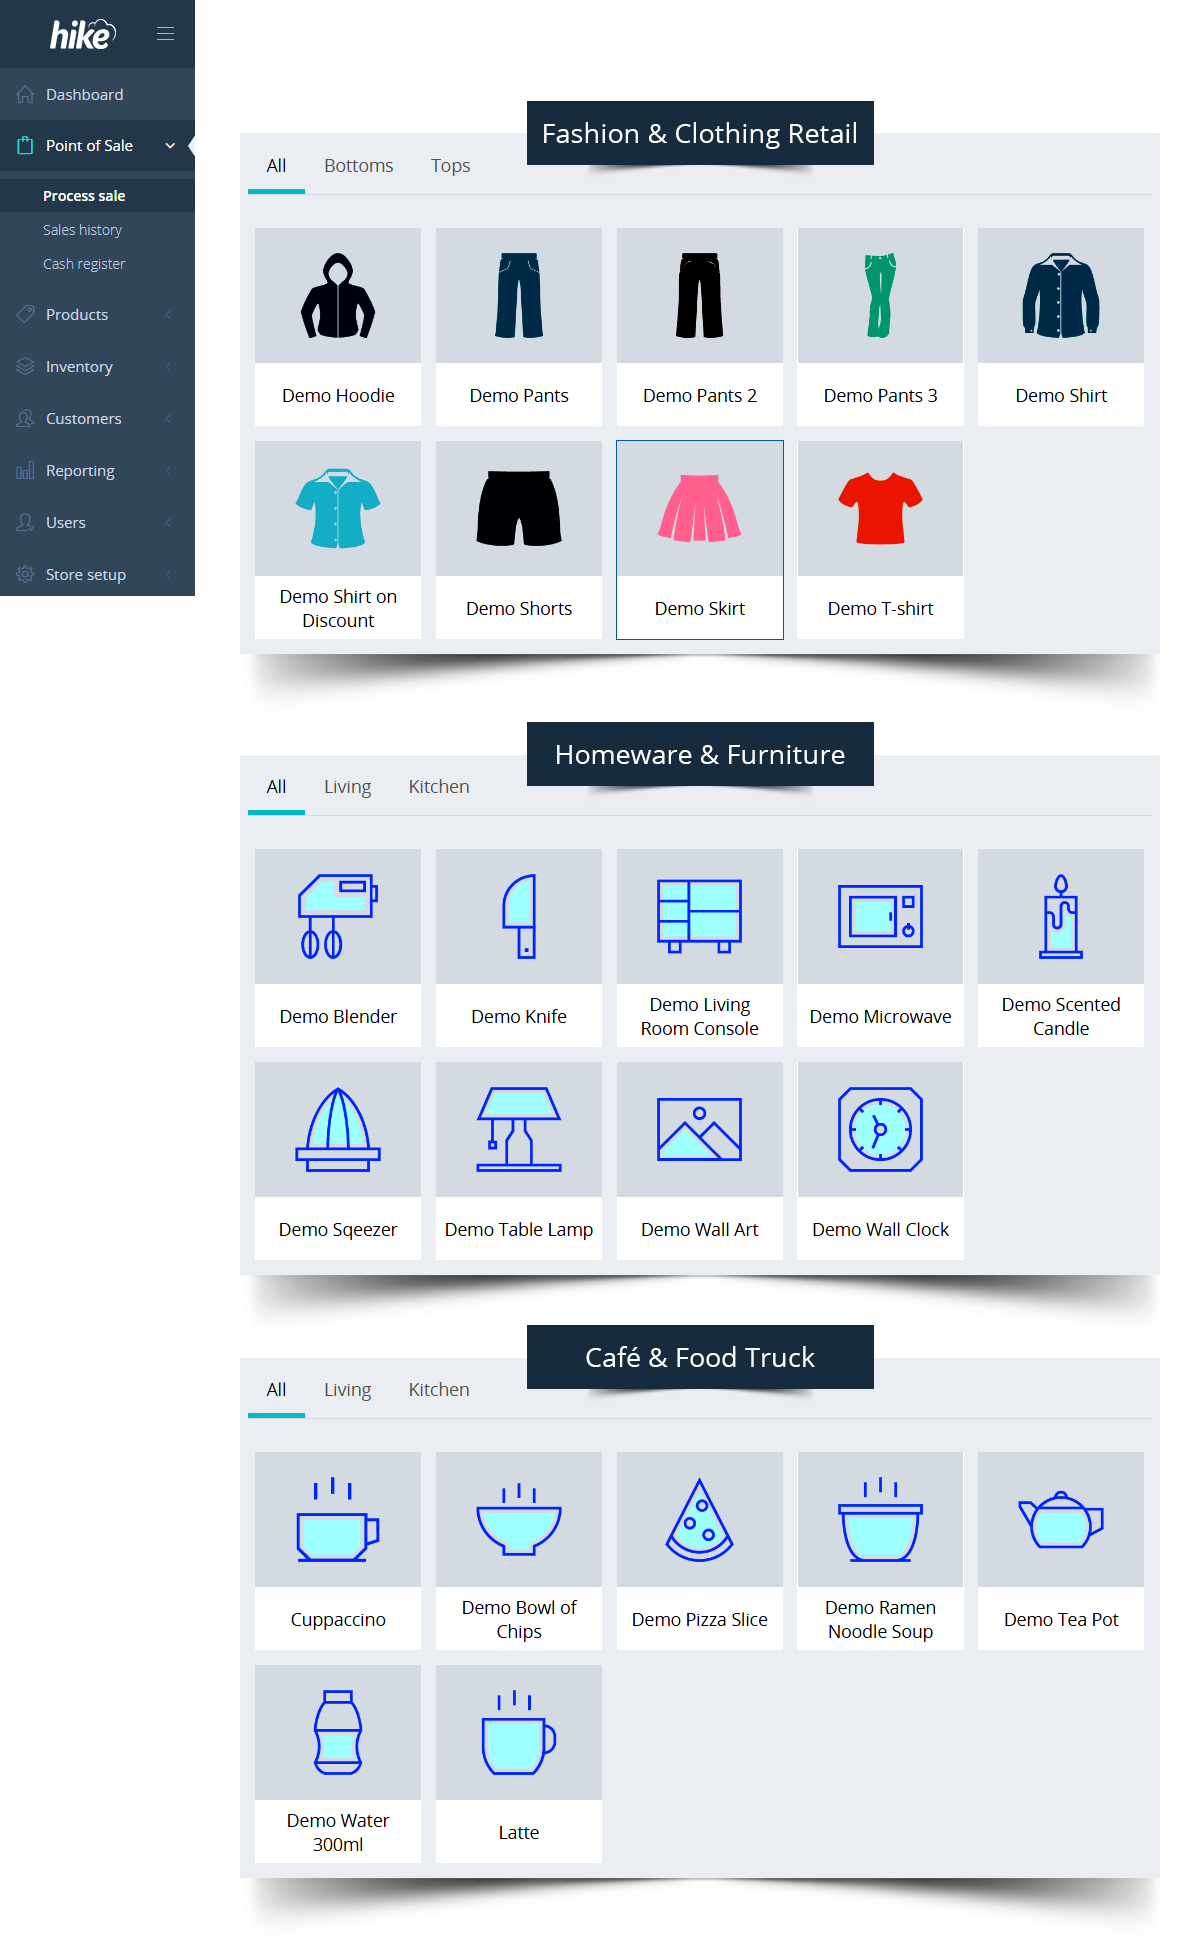 hike
Dashboard
Point of Sale
Process sale
Sales history
Cash register
Products
Inventory
Customers
Reporting
Users
Store setup
Fashion & Clothing Retail
All Bottoms Tops
Demo Hoodie
Demo Pants
Demo Pants 2
Demo Pants 3
Demo Shirt
Demo Shirt on
Discount
Demo Shorts
Demo Skirt
Demo T-shirt
Homeware & Furniture
All Living Kitchen
Demo Blender
Demo Knife
Demo Living
Room Console
Demo Microwave
Demo Scented
Candle
Demo Sqeezer
Demo Table Lamp
Demo Wall Art
Demo Wall Clock
Café & Food Truck
All Living Kitchen
Cuppaccino
Demo Bowl of
Chips
Demo Pizza Slice
Demo Ramen
Noodle Soup
Demo Tea Pot
Demo Water
300ml
Latte